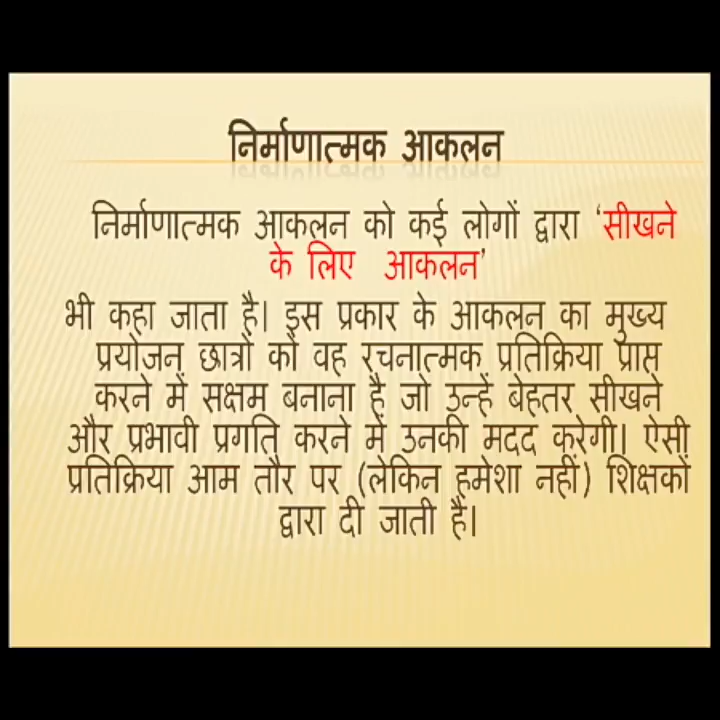 निर्माणात्मक आकलन
निर्माणात्मक आकलन को कई लोगों द्वारा ‘सीखने
के लिए आकलन’
भी कहा जाता है। इस प्रकार के आकलन का मुख्य
प्रयोजन छात्रों को वह रचनात्मक प्रतिक्रिया प्राप्त
करने में सक्षम बनाना है जो उन्हें बेहतर सीखने
और प्रभावी प्रगति करने में उनकी मदद करेगी। ऐसी
प्रतिक्रिया आम तौर पर (लेकिन हमेशा नहीं) शिक्षकों
द्वारा दी जाती है।